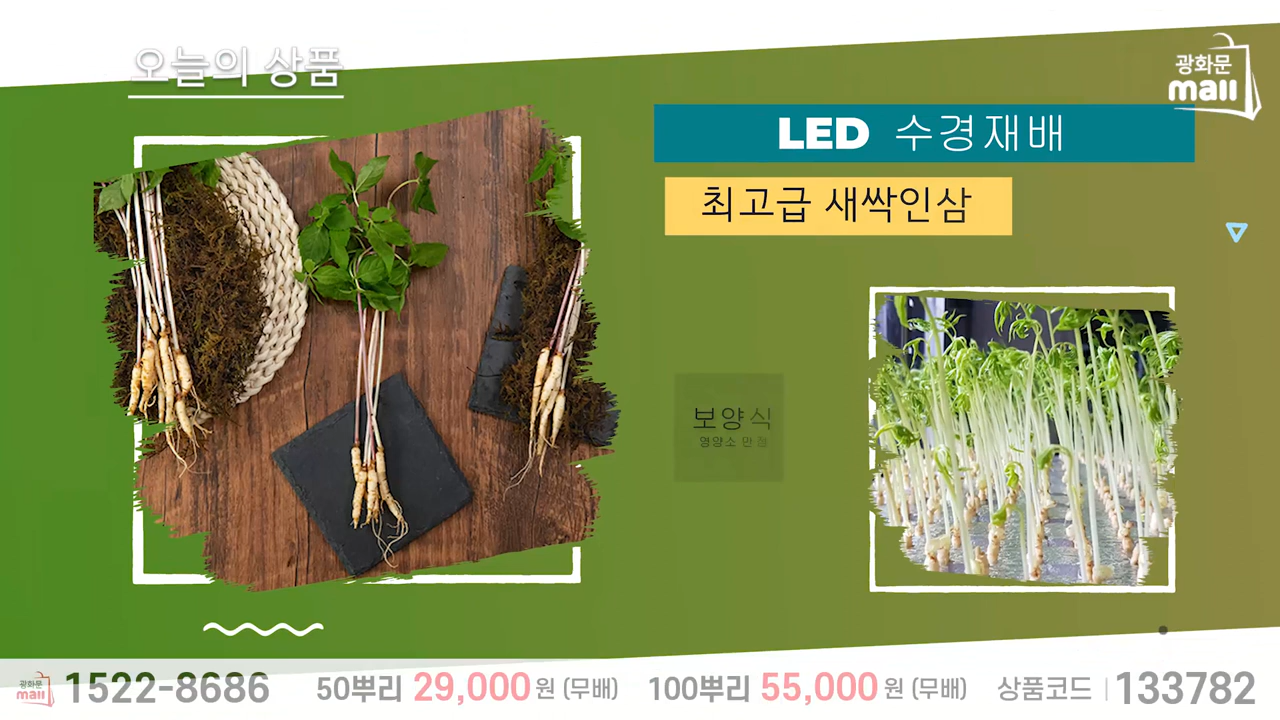 오늘의 상품
광화문
mall
LED 수경재배
최고급 새싹인삼
보양식
영양소 만점
광화문
mall
1522-8686 50뿌리 29,000원 (무배) 100뿌리 55,000원 (무배) 상품코드 133782